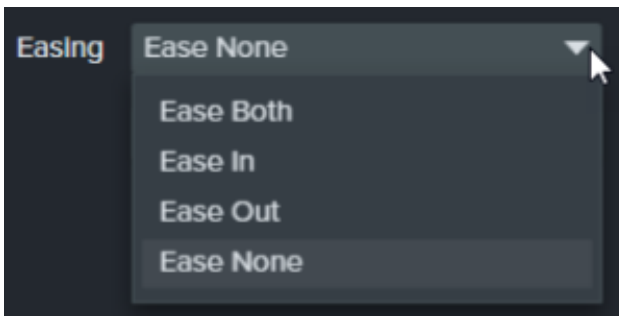 Easing Ease None
Ease Both
Ease In
Ease Out
Ease None